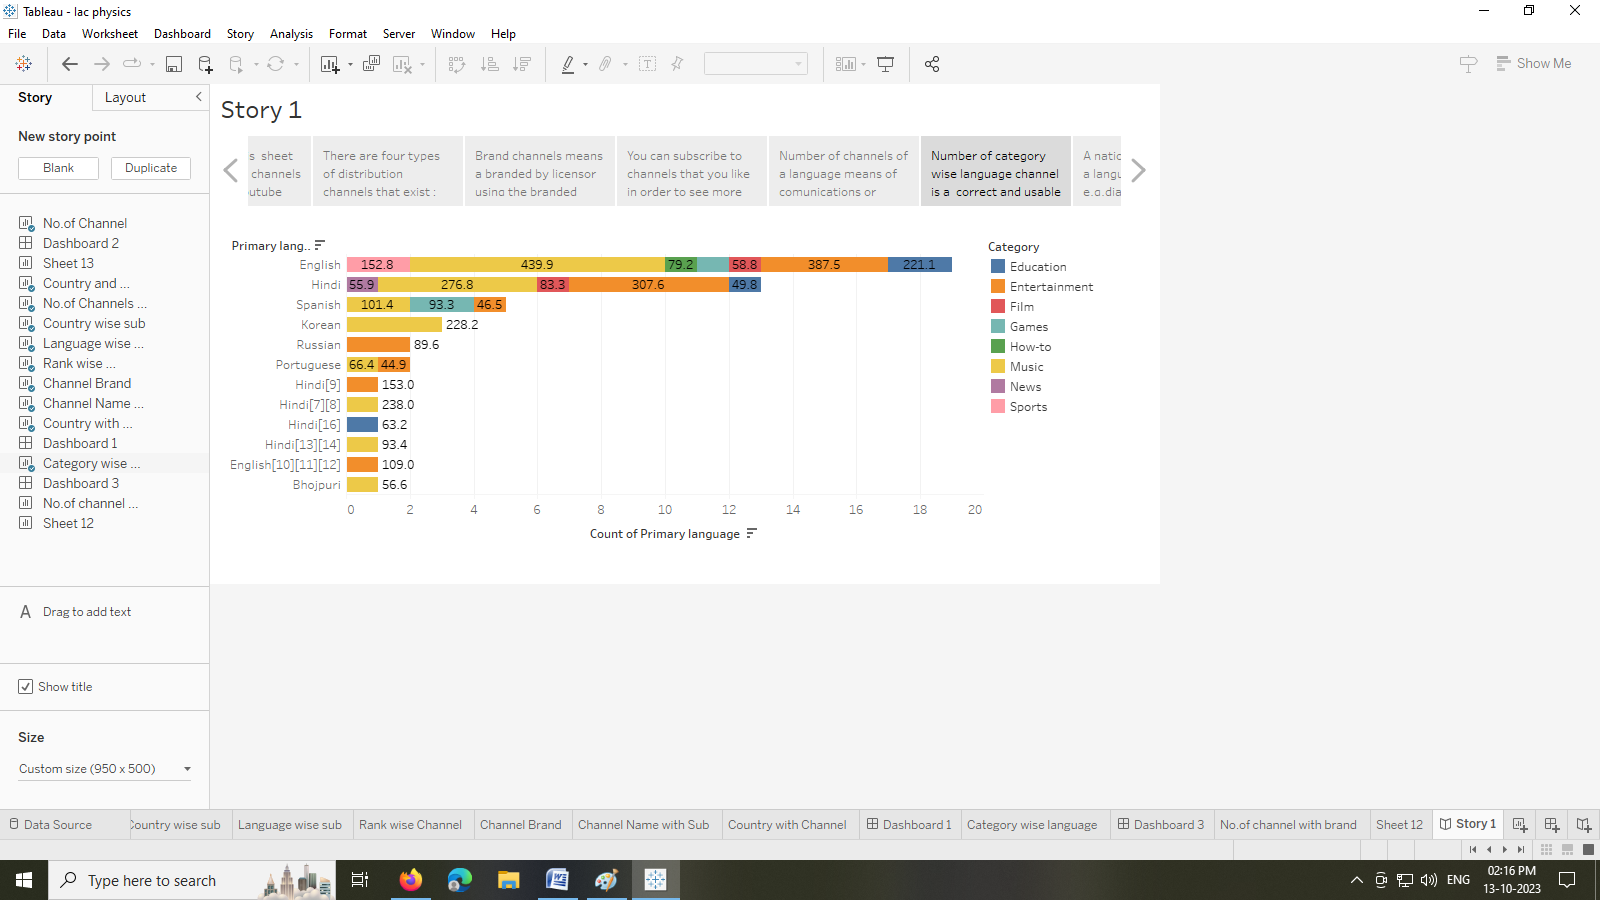 Tableau - lac physics
File Data Worksheet Dashboard Story Analysis Format Server Window Help
Show Me
Story Layout
New story point
Blank Duplicate
No.of Channel
Dashboard 2
Sheet 13
Country and ...
No.of Channels ...
Country wise sub
Language wise ...
Rank wise ...
Channel Brand
Channel Name ...
Country with ...
Dashboard 1
Category wise ...
Dashboard 3
No.of channel ...
Sheet 12
A Drag to add text
Show title
Size
Custom size (950 x 500)
Story 1
s sheet
channels
utube
There are four types
of distribution
channels that exist :
Brand channels means
a branded by licensor
using the branded
You can subscribe to
channels that you like
in order to see more
Number of channels of
a language means of
comunications or
Number of category
wise language channel
is a correct and usable
A natic
a langu
e.g.dia
Primary lang..
English 152.8 439.9 79.2 58.8 387.5 221.1
Hindi 55.9 276.8 83.3 307.6 49.8
Spanish 101.4 93.3 46.5
Korean 228.2
Russian 89.6
Portuguese 66.4 44.9
Hindi[9] 153.0
Hindi[7][8] 238.0
Hindi[16] 63.2
Hindi[13][14] 93.4
English[10][11][12] 109.0
Bhojpuri 56.6
0 2 4 6 8 10 12 14 16 18 20
Count of Primary language
Category
Education
Entertainment
Film
Games
How-to
Music
News
Sports
Data Source Country wise sub Language wise sub Rank wise Channel Channel Brand Channel Name with Sub Country with Channel Dashboard 1 Category wise language Dashboard 3 No.of channel with brand Sheet 12 Story 1
Type here to search
ENG
02:16 PM
13-10-2023